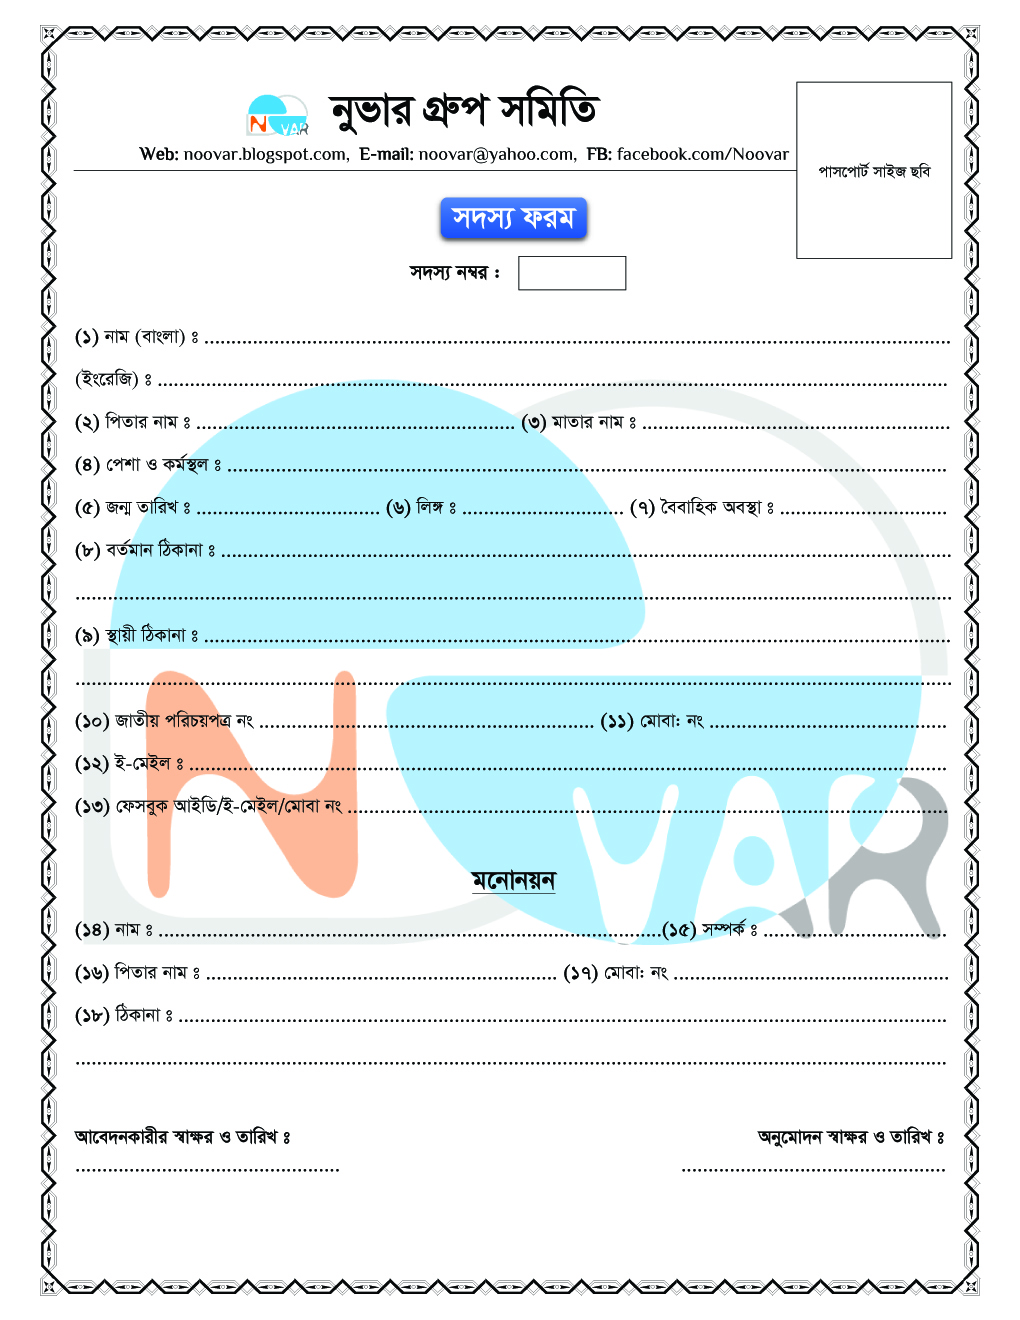 নুভার গ্রুপ সমিতি
NOVAR
Web: noovar.blogspot.com, E-mail: noovar@yahoo.com, FB: facebook.com/Noovar
পাসপোর্ট সাইজ ছবি
সদস্য ফরম
সদস্য নম্বর :
(১) নাম (বাংলা) ঃ ..........
(ইংরেজি) ঃ ..........
(২) পিতার নাম ঃ .......... (৩) মাতার নাম ঃ ..........
(৪) পেশা ও কর্মস্থল ঃ ..........
(৫) জন্ম তারিখ ঃ .......... (৬) লিঙ্গ ঃ .......... (৭) বৈবাহিক অবস্থা ঃ ..........
(৮) বর্তমান ঠিকানা ঃ ..........
(৯) স্থায়ী ঠিকানা ঃ ..........
(১০) জাতীয় পরিচয়পত্র নং .......... (১১) মোবা: নং ..........
(১২) ই-মেইল ঃ ..........
(১৩) ফেসবুক আইডি/ই-মেইল/মোবা নং ..........
NOVAR
মনোনয়ন
(১৪) নাম ঃ ..........(১৫) সম্পর্ক ঃ ..........
(১৬) পিতার নাম ঃ .......... (১৭) মোবা: নং ..........
(১৮) ঠিকানা ঃ ..........
আবেদনকারীর স্বাক্ষর ও তারিখ ঃ অনুমোদন স্বাক্ষর ও তারিখ ঃ